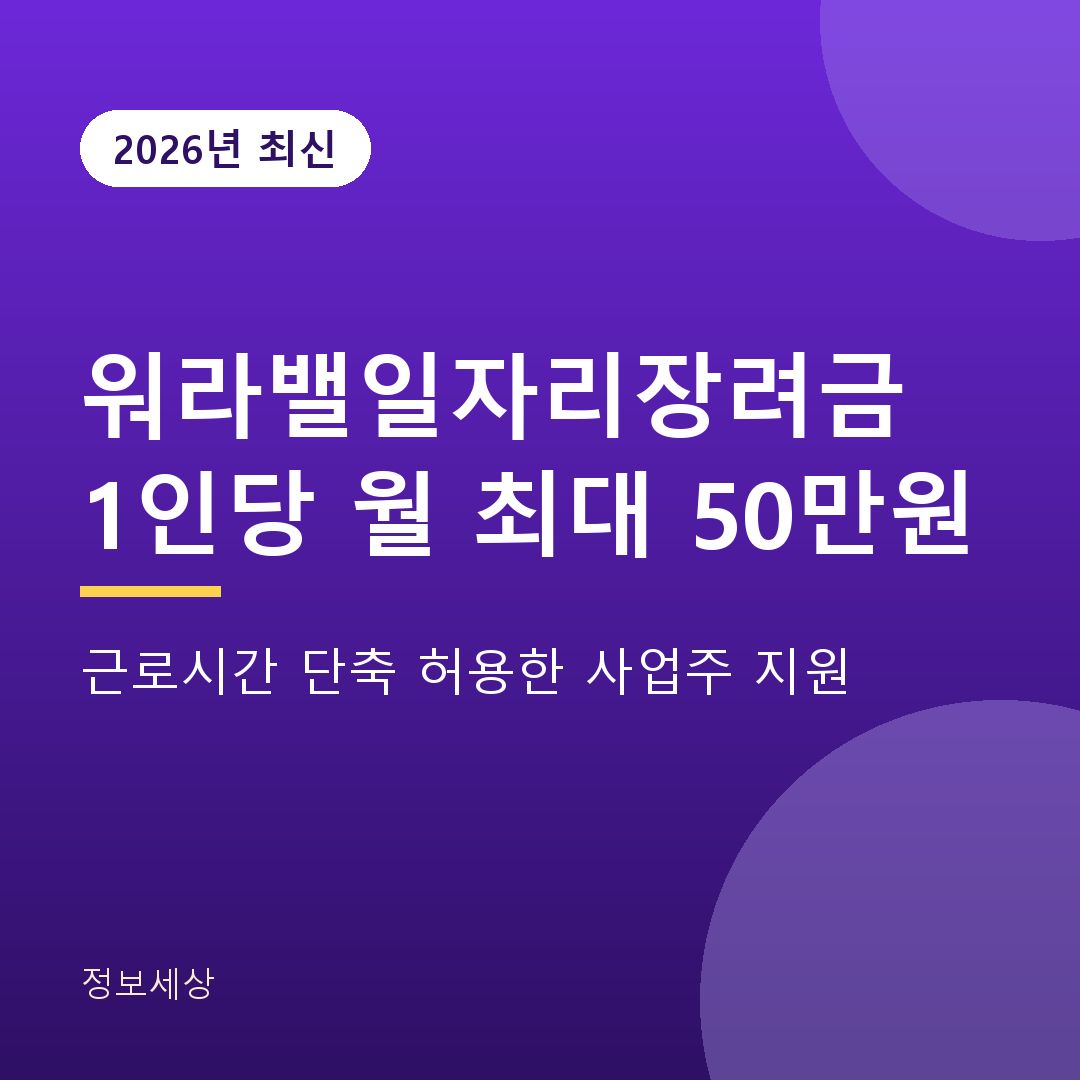 2026년 최신
워라밸일자리장려금
1인당 월 최대 50만원
근로시간 단축 허용한 사업주 지원
정보세상